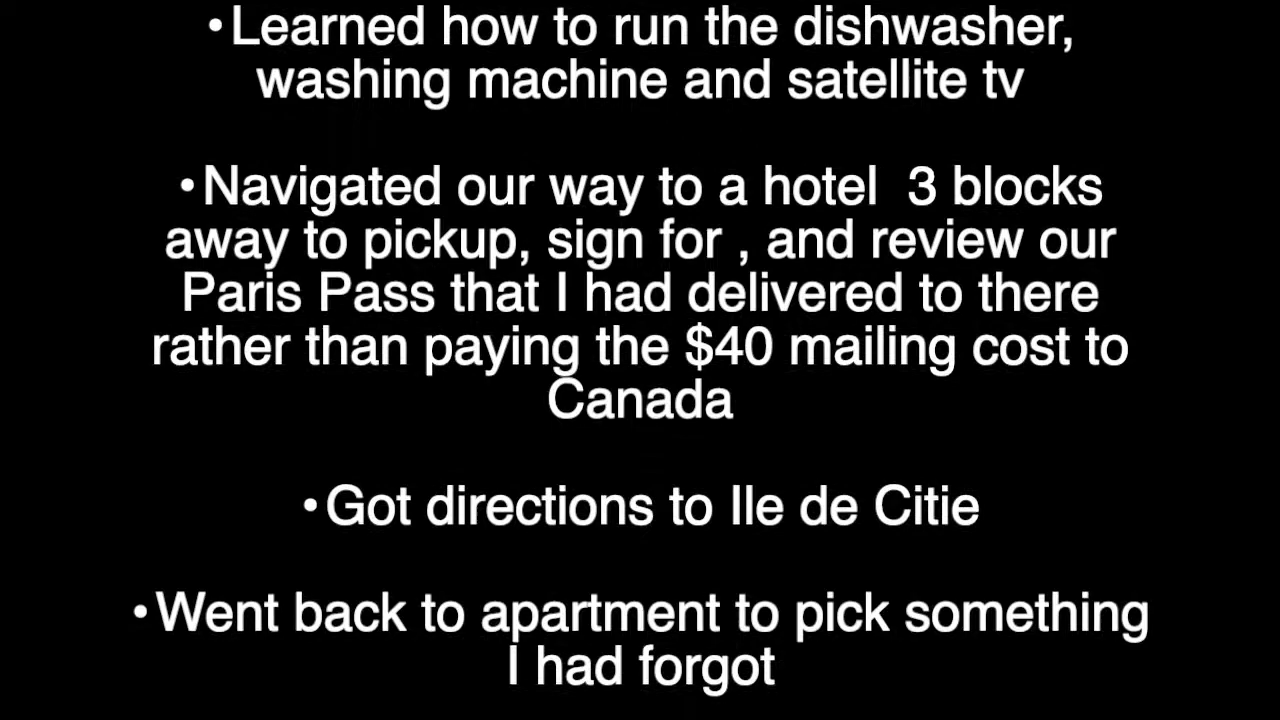 •Learned how to run the dishwasher,
washing machine and satellite tv
•Navigated our way to a hotel  3 blocks
away to pickup, sign for , and review our
Paris Pass that I had delivered to there
rather than paying the $40 mailing cost to
Canada
•Got directions to Ile de Citie
•Went back to apartment to pick something
I had forgot